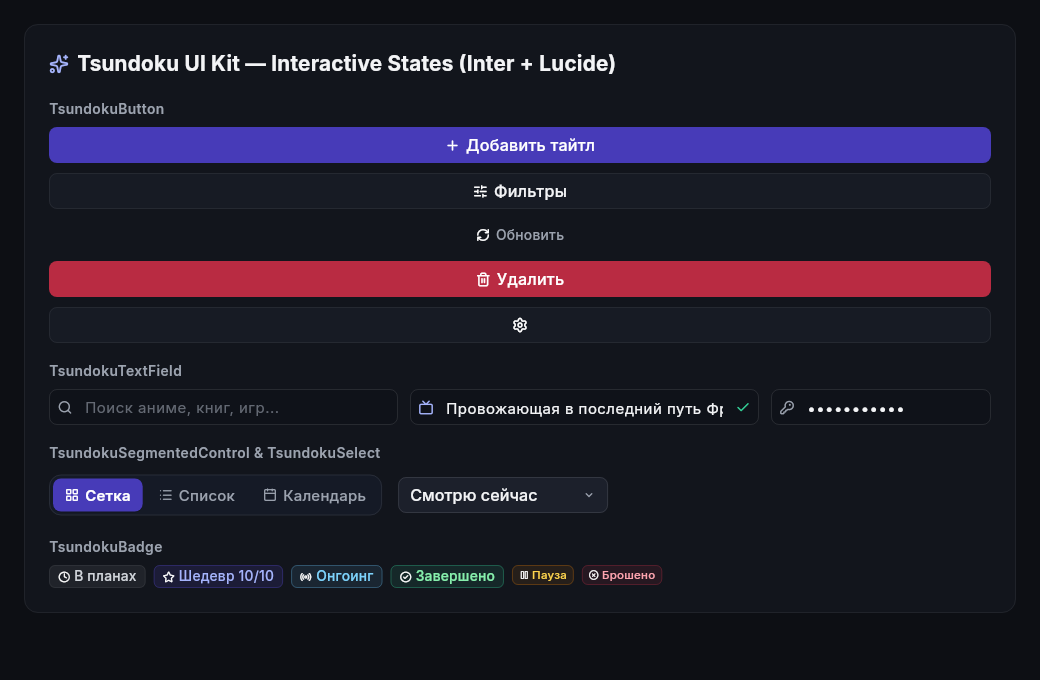 Tsundoku UI Kit — Interactive States (Inter + Lucide)
TsundokuButton
Добавить тайтл
Фильтры
Обновить
Удалить
TsundokuTextField
Поиск аниме, книг, игр...
Провожающая в последний путь Фр
•••••••••••
TsundokuSegmentedControl & TsundokuSelect
Сетка Список Календарь Смотрю сейчас
TsundokuBadge
В планах Шедевр 10/10 Онгоинг Завершено Пауза Брошено